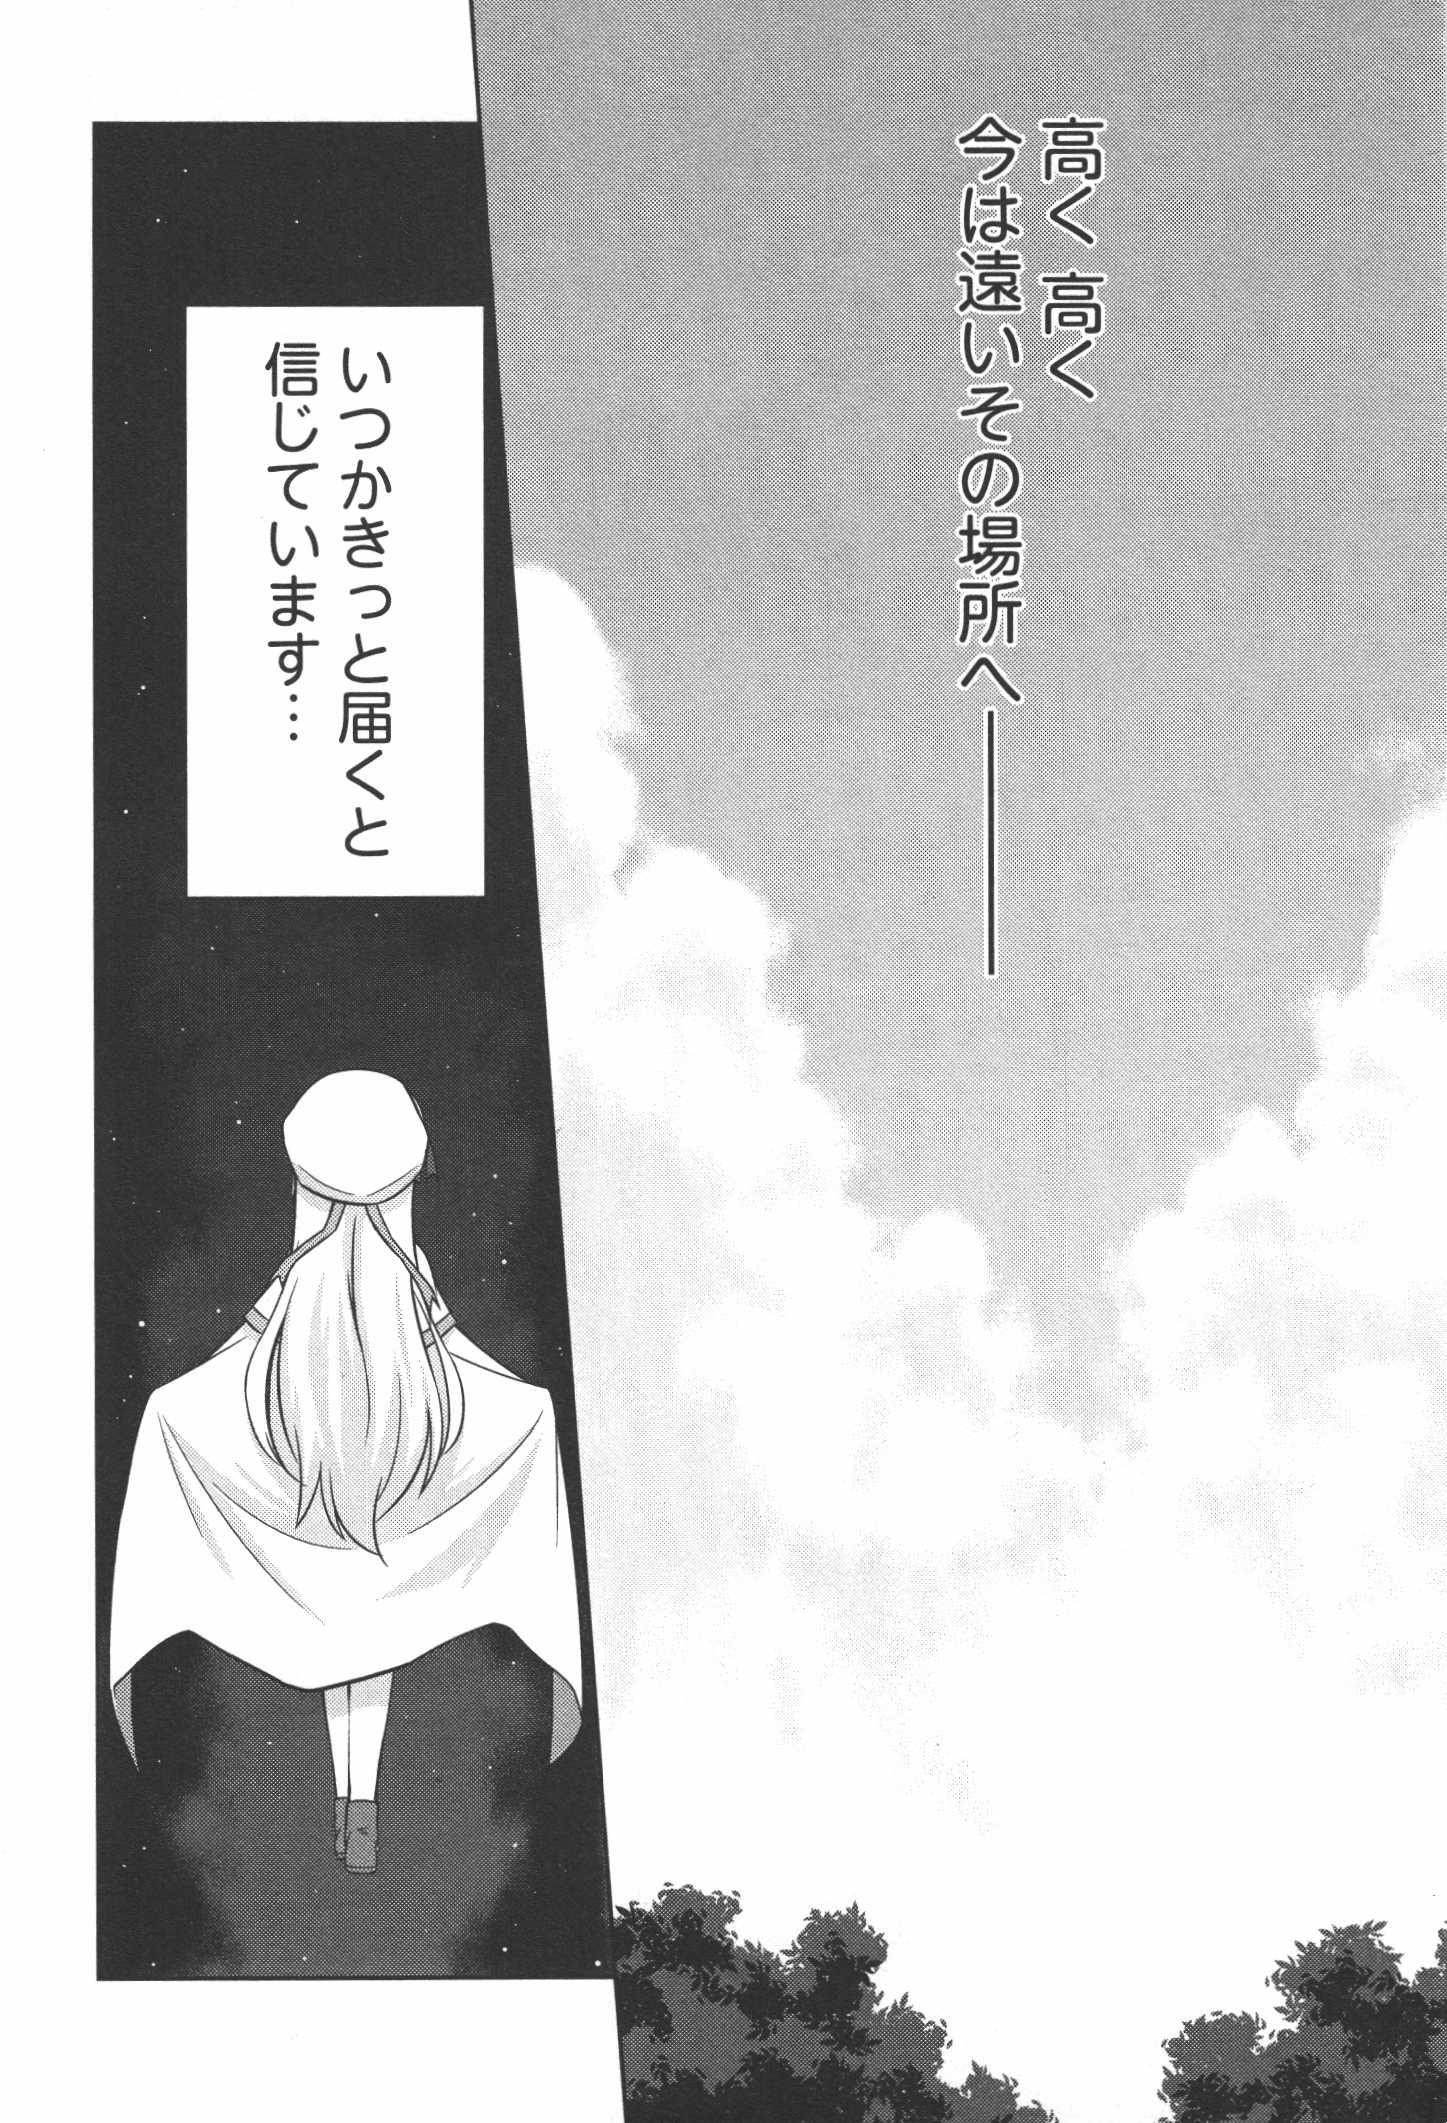 高く 高く
今は遠いその場所へ――
いつかきっと届くと
信じています…